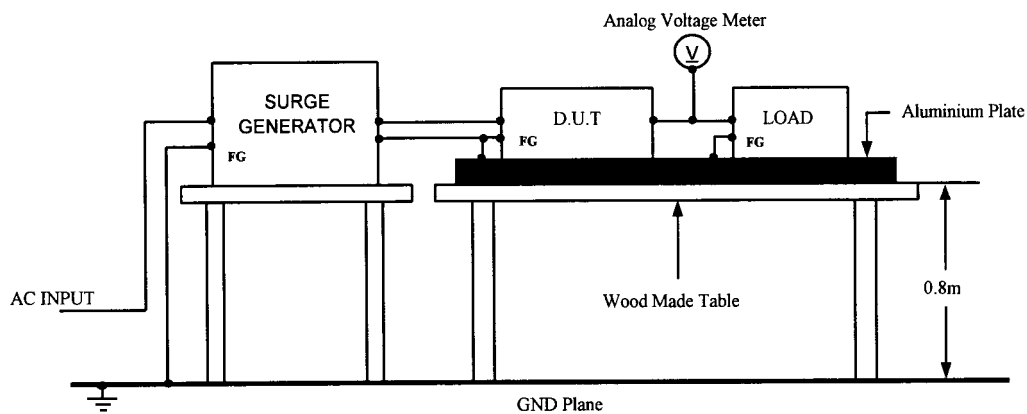 Analog Voltage Meter
V
SURGE
GENERATOR
FG
D.U.T
FG
LOAD
FG
Aluminium Plate
AC INPUT
Wood Made Table
0.8m
GND Plane